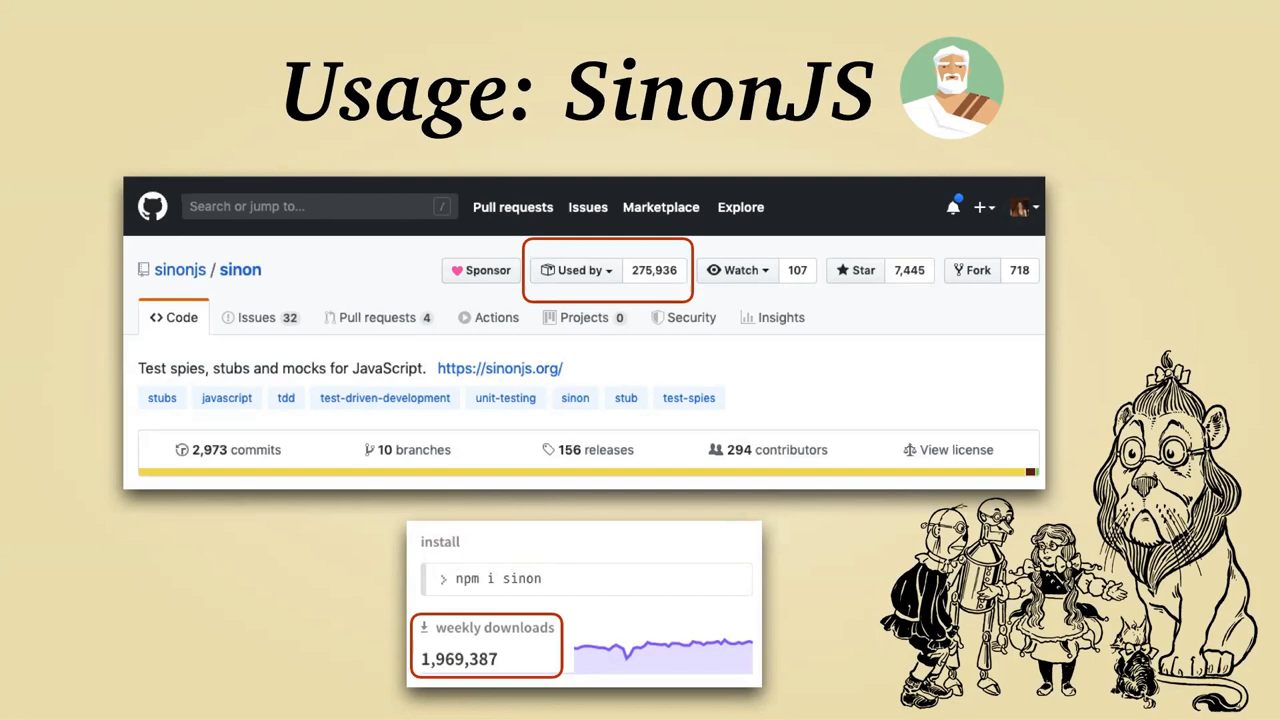 Usage: SinonJS
Search or jump to... / Pull requests Issues Marketplace Explore
sinonjs / sinon Sponsor Used by 275,936 Watch 107 Star 7,445 Fork 718
<> Code Issues 32 Pull requests 4 Actions Projects 0 Security Insights
Test spies, stubs and mocks for JavaScript. https://sinonjs.org/
stubs javascript tdd test-driven-development unit-testing sinon stub test-spies
2,973 commits 10 branches 156 releases 294 contributors View license
install
> npm i sinon
weekly downloads
1,969,387